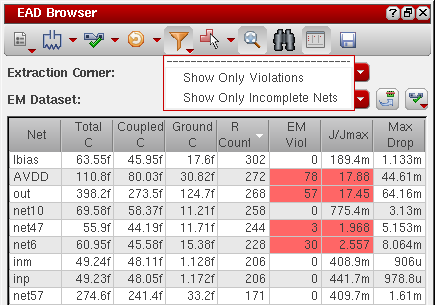 EAD Browser
Extraction Corner:
Show Only Violations
Show Only Incomplete Nets
EM Dataset:
Net Total C Coupled C Ground C R Count EM Viol J/Jmax Max Drop
Ibias 63.55f 45.95f 17.6f 302 0 189.4m 1.133m
AVDD 110.8f 80.03f 30.82f 272 78 17.88 44.61m
out 398.2f 273.5f 124.7f 268 57 17.45 64.16m
net10 69.58f 58.37f 11.21f 258 0 775.4m 3.13m
net47 55.9f 44.19f 11.71f 244 3 1.968 5.153m
net6 60.95f 45.58f 15.38f 228 30 2.557 8.064m
inm 49.24f 48.11f 1.128f 206 0 408.9m 906u
inp 49.23f 48.05f 1.172f 206 0 441.7m 978.8u
net57 274.6f 241.4f 33.2f 171 0 409.7m 1.61m